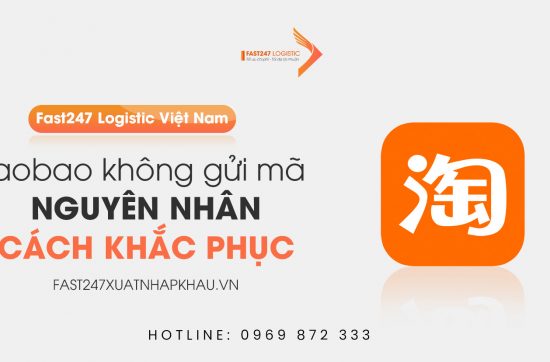 FAST247 LOGISTIC
Fast247 Logistic Việt Nam
aobao không gửi mã
NGUYÊN NHÂN
CÁCH KHẮC PHỤC
FAST247XUATNHAPKHAU.VN
淘
HOTLINE: 0969 872 333